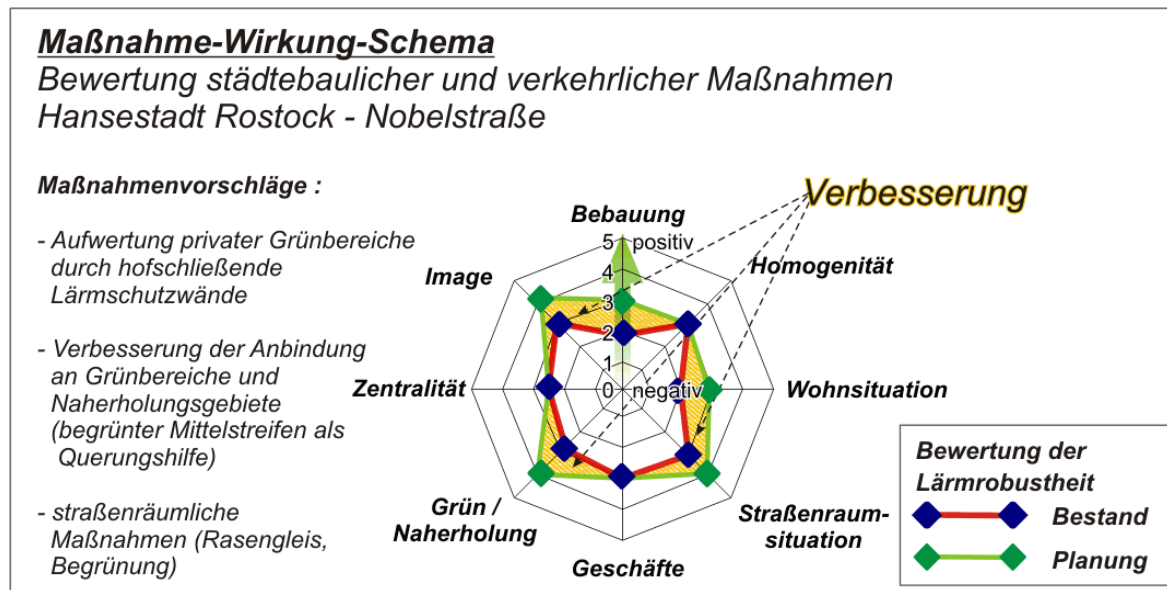 Maßnahme-Wirkung-Schema
Bewertung städtebaulicher und verkehrlicher Maßnahmen
Hansestadt Rostock - Nobelstraße
Maßnahmenvorschläge :
- Aufwertung privater Grünbereiche
durch hofschließende
Lärmschutzwände
- Verbesserung der Anbindung
an Grünbereiche und
Naherholungsgebiete
(begrünter Mittelstreifen als
Querungshilfe)
- straßenräumliche
Maßnahmen (Rasengleis,
Begrünung)
Verbesserung
Bebauung
5 positiv
4
3
2
1
0 negativ
Homogenität
Wohnsituation
Straßenraum-
situation
Geschäfte
Grün /
Naherholung
Zentralität
Image
Bewertung der
Lärmrobustheit
Bestand
Planung